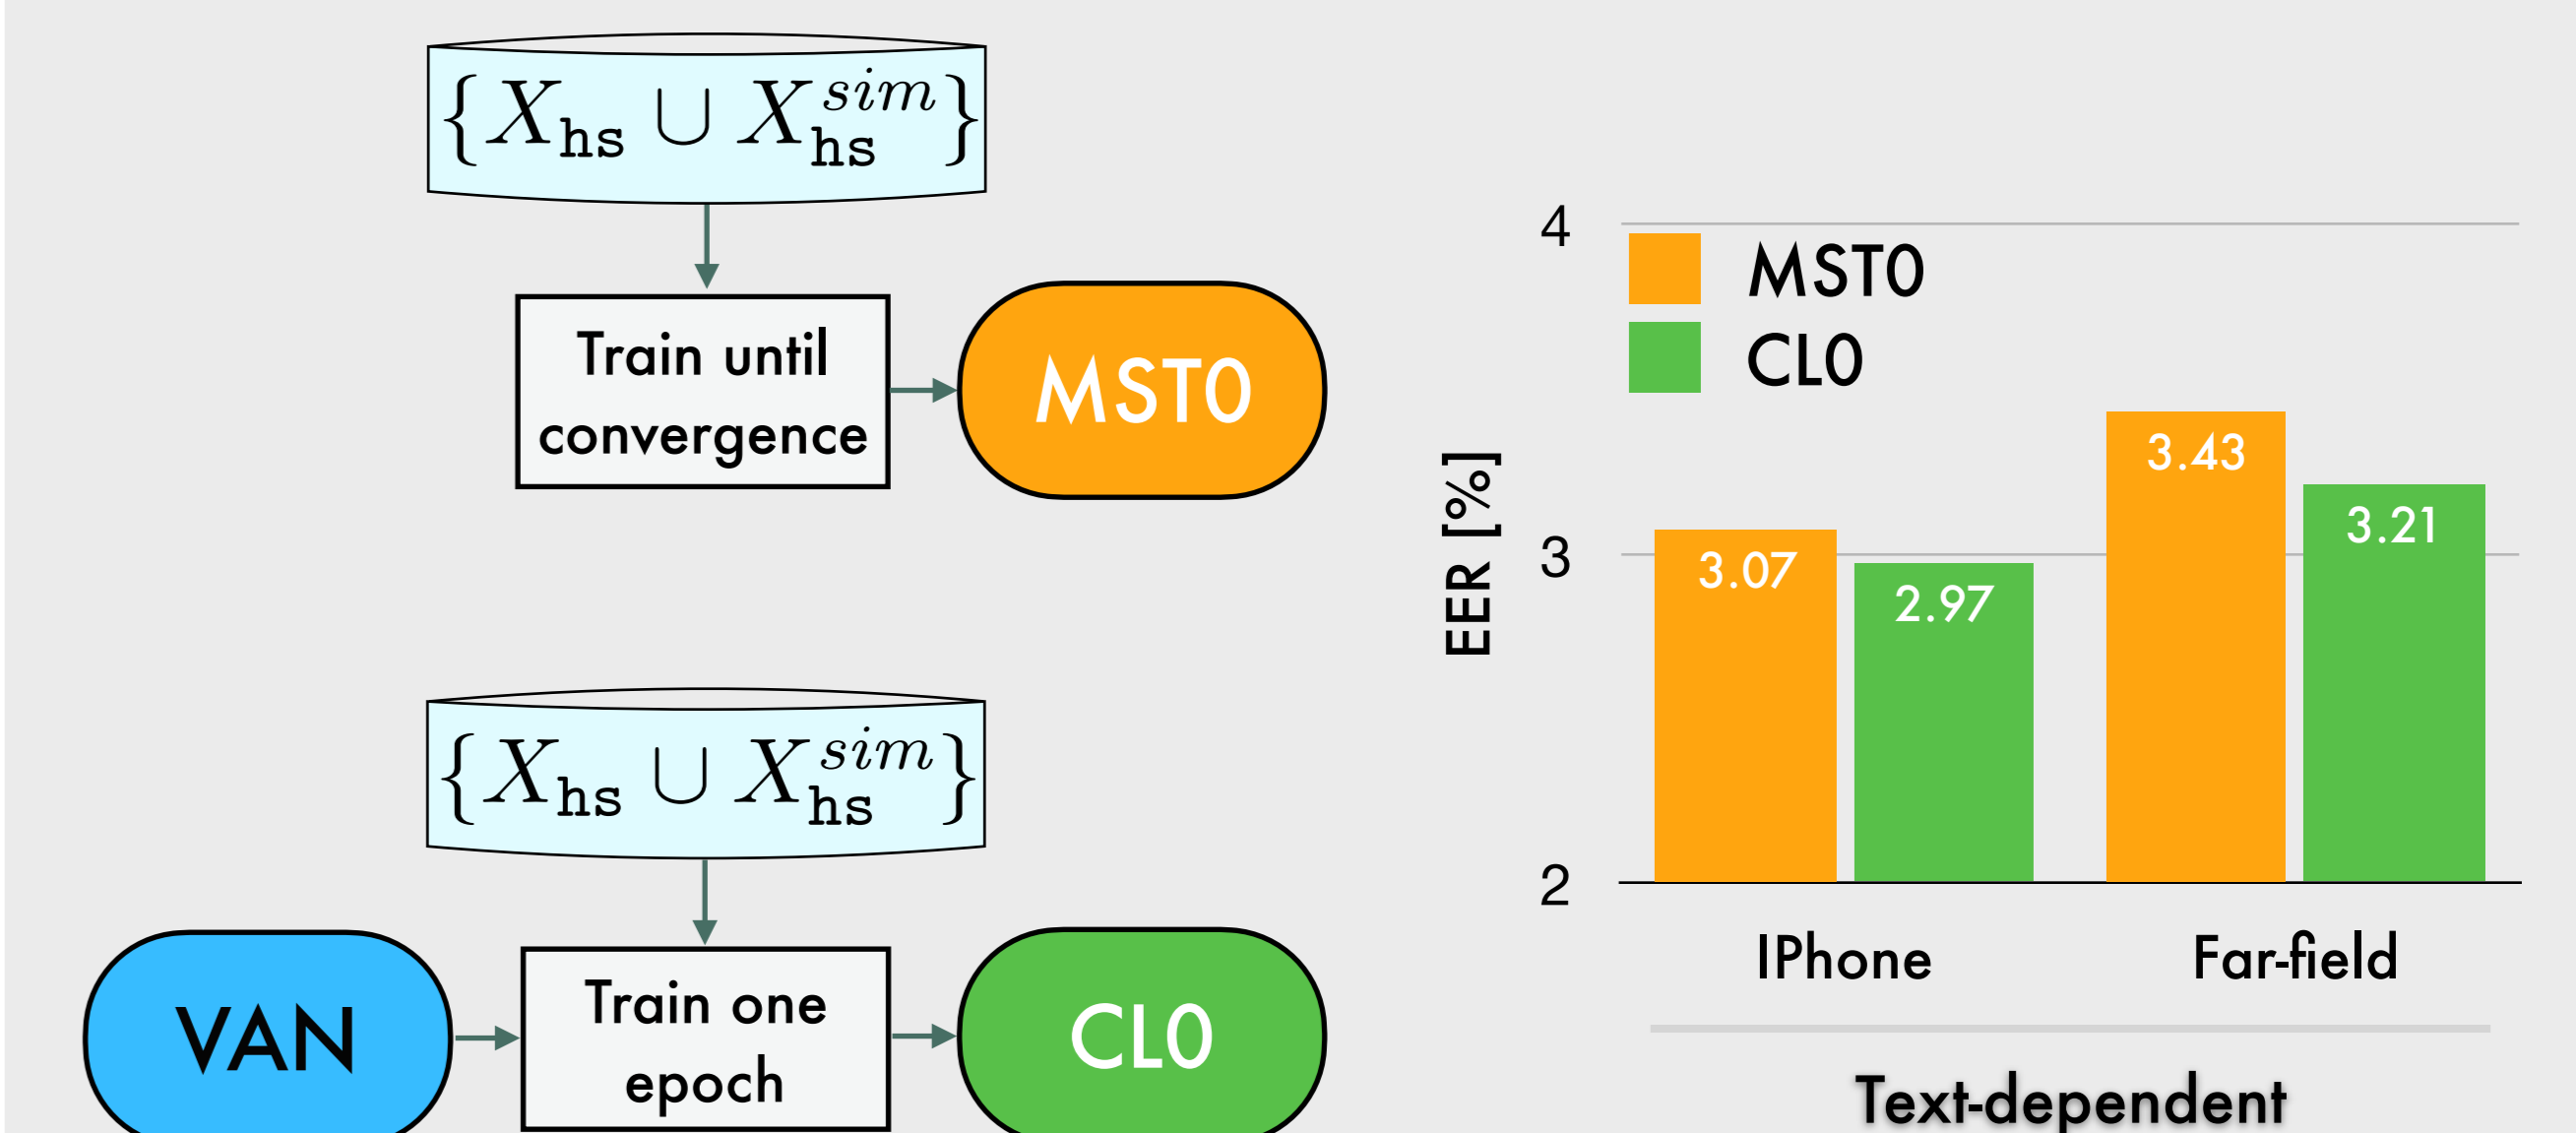 {X_hs ∪ X_hs^sim}
Train until
convergence
MST0
{X_hs ∪ X_hs^sim}
VAN
Train one
epoch
CL0
4
MST0
CL0
EER [%]
3.43
3.21
3
3.07
2.97
2
IPhone
Far-field
Text-dependent